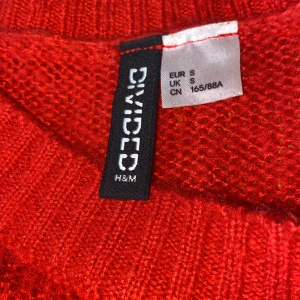 DIVIDED
H&M
EUR S
UK S
CN 165/88A